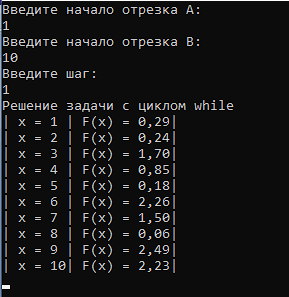 Введите начало отрезка A:
1
Введите начало отрезка B:
10
Введите шаг:
1
Решение задачи с циклом while
| x = 1 | F(x) = 0,29|
| x = 2 | F(x) = 0,24|
| x = 3 | F(x) = 1,70|
| x = 4 | F(x) = 0,85|
| x = 5 | F(x) = 0,18|
| x = 6 | F(x) = 2,26|
| x = 7 | F(x) = 1,50|
| x = 8 | F(x) = 0,06|
| x = 9 | F(x) = 2,49|
| x = 10| F(x) = 2,23|